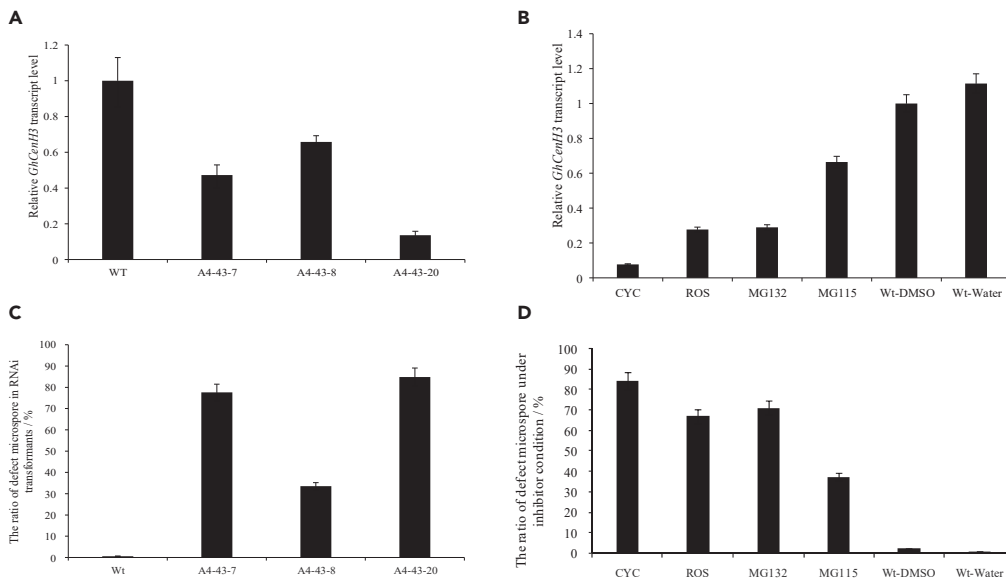 A
Relative GhCenH3 transcript level
1.2
1
0.8
0.6
0.4
0.2
0
WT A4-43-7 A4-43-8 A4-43-20
B
Relative GhCenH3 transcript level
1.4
1.2
1
0.8
0.6
0.4
0.2
0
CYC ROS MG132 MG115 Wt-DMSO Wt-Water
C
The ratio of defect microspore in RNAi
transformants / %
100
90
80
70
60
50
40
30
20
10
0
Wt A4-43-7 A4-43-8 A4-43-20
D
The ratio of defect microspore under
inhibitor condition / %
100
90
80
70
60
50
40
30
20
10
0
CYC ROS MG132 MG115 Wt-DMSO Wt-Water